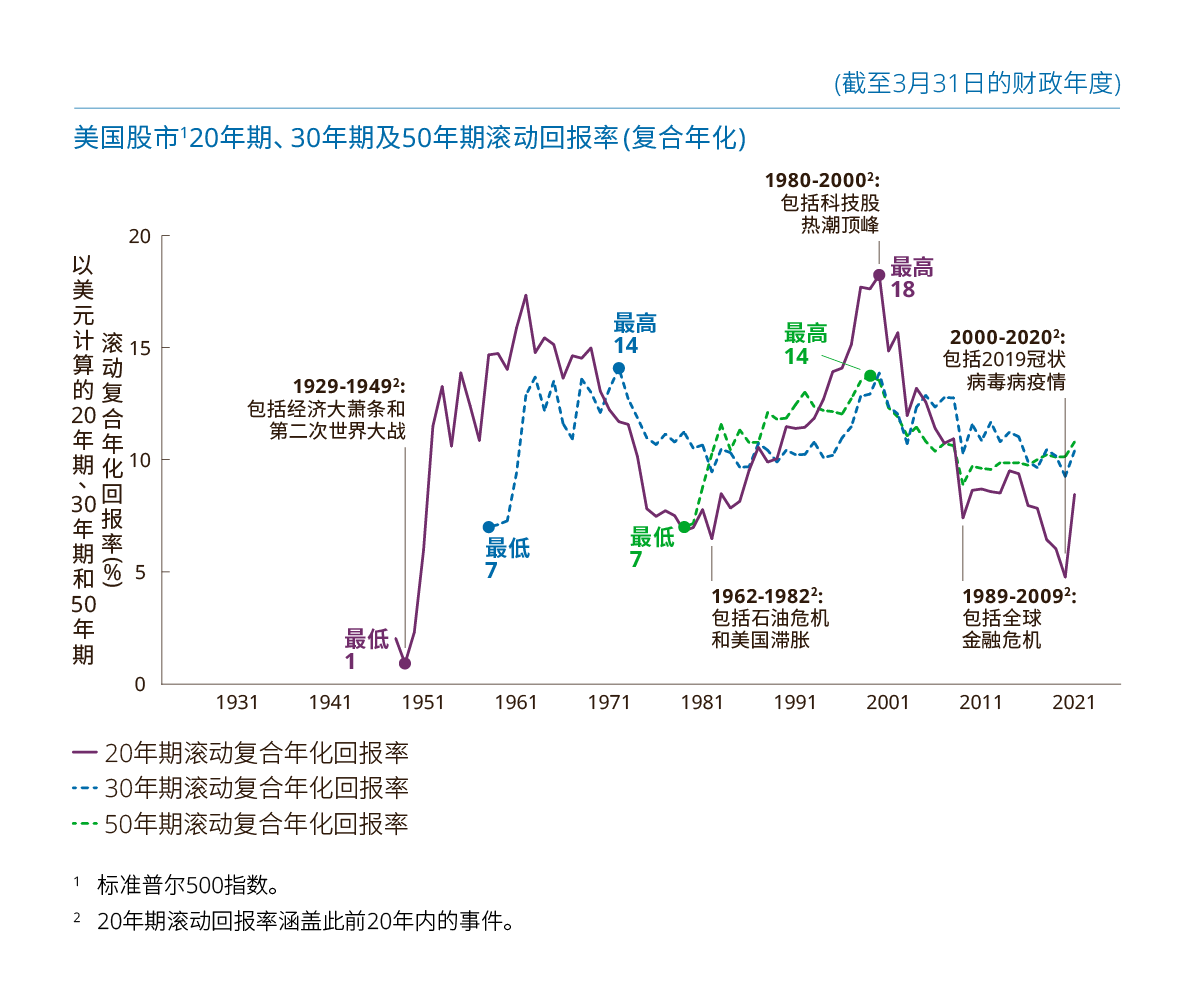 (截至3月31日的财政年度)
美国股市¹20年期、30年期及50年期滚动回报率 (复合年化)
以美元计算的20年期、30年期和50年期
滚动复合年化回报率(%)
20
15
10
5
0
1980-2000²:
包括科技股
热潮顶峰
最高
18
最高
14
最高
14
2000-2020²:
包括2019冠状
病毒病疫情
1929-1949²:
包括经济大萧条和
第二次世界大战
最低
7
最低
7
最低
1
1962-1982²:
包括石油危机
和美国滞胀
1989-2009²:
包括全球
金融危机
1931
1941
1951
1961
1971
1981
1991
2001
2011
2021
20年期滚动复合年化回报率
30年期滚动复合年化回报率
50年期滚动复合年化回报率
¹ 标准普尔500指数。
² 20年期滚动回报率涵盖此前20年内的事件。